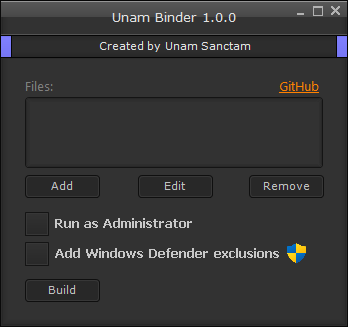 Unam Binder 1.0.0
Created by Unam Sanctam
Files: GitHub
Add Edit Remove
Run as Administrator
Add Windows Defender exclusions
Build